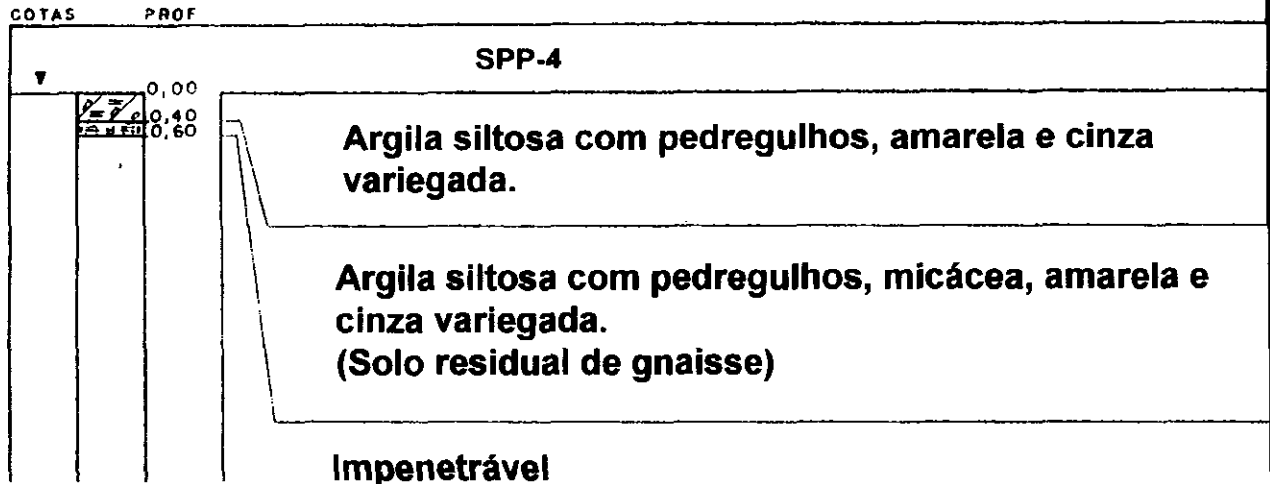 COTAS PROF
SPP-4
0,00
0,40
0,60
Argila siltosa com pedregulhos, amarela e cinza
variegada.
Argila siltosa com pedregulhos, micácea, amarela e
cinza variegada.
(Solo residual de gnaisse)
Impenetrável